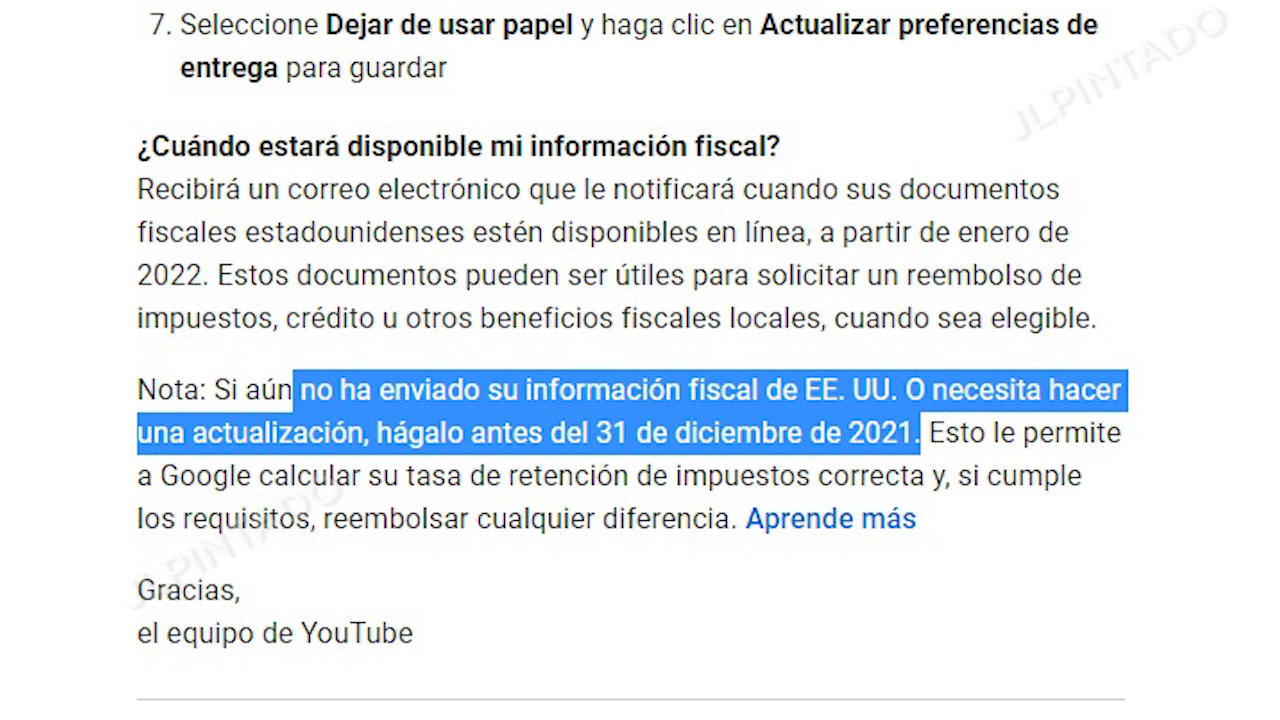 7. Seleccione Dejar de usar papel y haga clic en Actualizar preferencias de
entrega para guardar
¿Cuándo estará disponible mi información fiscal?
Recibirá un correo electrónico que le notificará cuando sus documentos
fiscales estadounidenses estén disponibles en línea, a partir de enero de
2022. Estos documentos pueden ser útiles para solicitar un reembolso de
impuestos, crédito u otros beneficios fiscales locales, cuando sea elegible.
Nota: Si aún no ha enviado su información fiscal de EE. UU. O necesita hacer
una actualización, hágalo antes del 31 de diciembre de 2021. Esto le permite
a Google calcular su tasa de retención de impuestos correcta y, si cumple
los requisitos, reembolsar cualquier diferencia. Aprende más
Gracias,
el equipo de YouTube
JLPINTADO
JLPINTADO